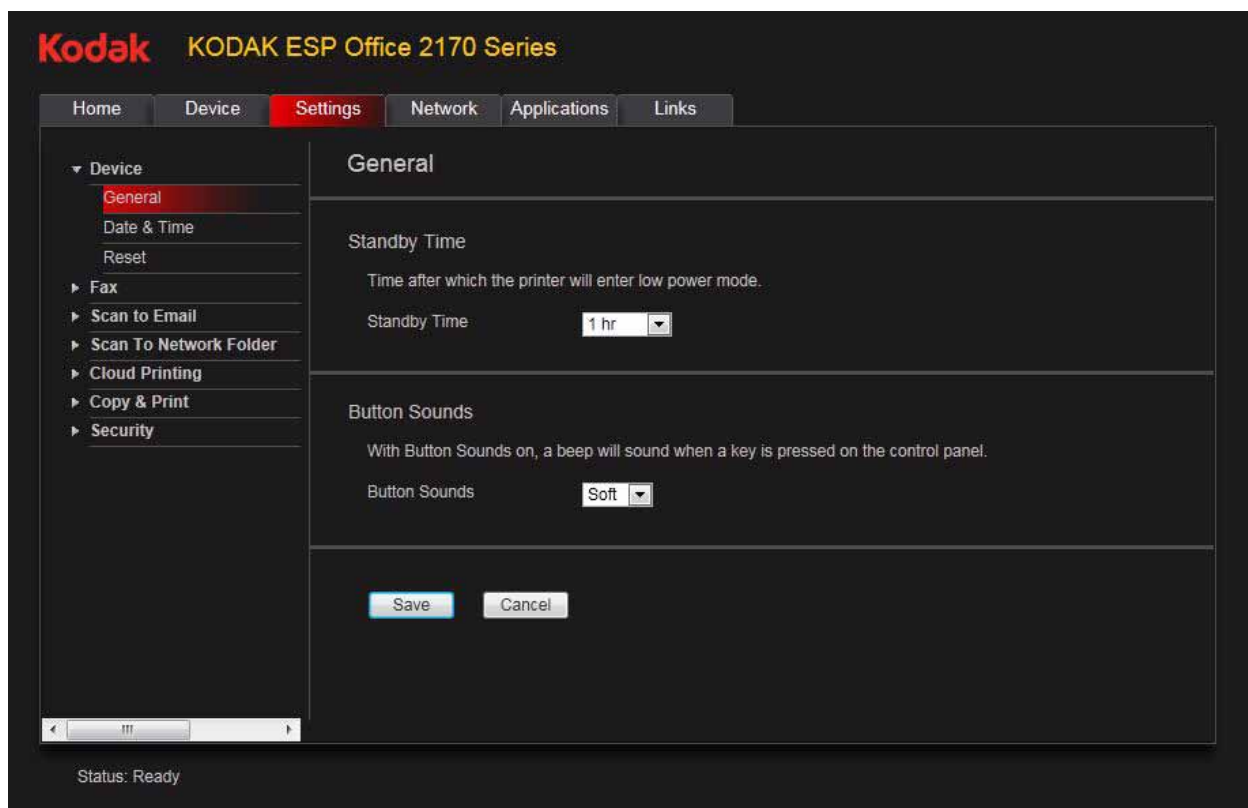 Kodak KODAK ESP Office 2170 Series
Home Device Settings Network Applications Links
Device
General
Date & Time
Reset
Fax
Scan to Email
Scan To Network Folder
Cloud Printing
Copy & Print
Security
General
Standby Time
Time after which the printer will enter low power mode.
Standby Time 1 hr
Button Sounds
With Button Sounds on, a beep will sound when a key is pressed on the control panel.
Button Sounds Soft
Save Cancel
Status: Ready